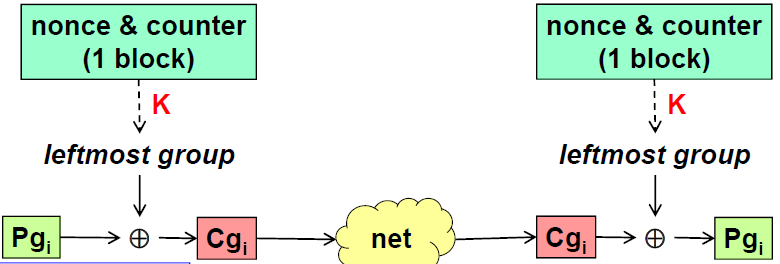 nonce & counter
(1 block)
K
leftmost group
Pgi
⊕
Cgi
net
nonce & counter
(1 block)
K
leftmost group
Cgi
⊕
Pgi